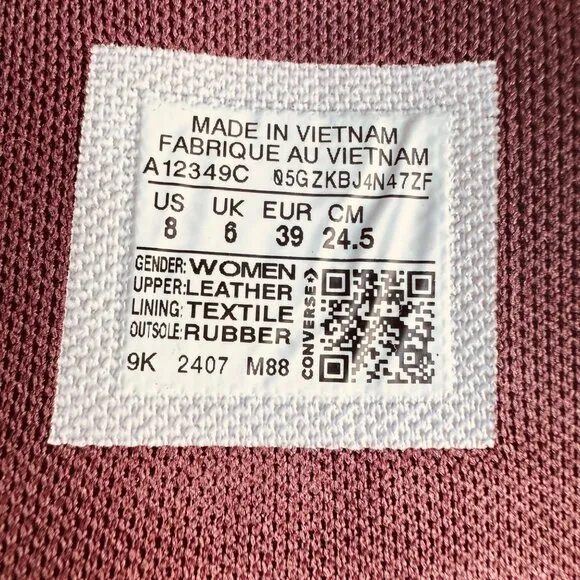 MADE IN VIETNAM
FABRIQUE AU VIETNAM
A12349C 05GZKBJ4N47ZF
US UK EUR CM
8 6 39 24.5
GENDER: WOMEN
UPPER: LEATHER
LINING: TEXTILE
OUTSOLE: RUBBER
CONVERSE
9K 2407 M88